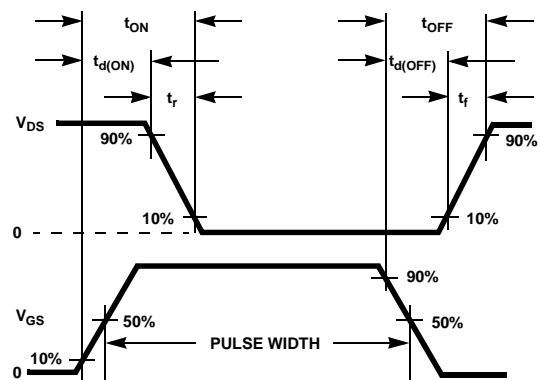 tON tOFF
td(ON) td(OFF)
tr tf
VDS
90% 90%
10% 10%
0
90%
VGS
50% 50%
PULSE WIDTH
10%
0